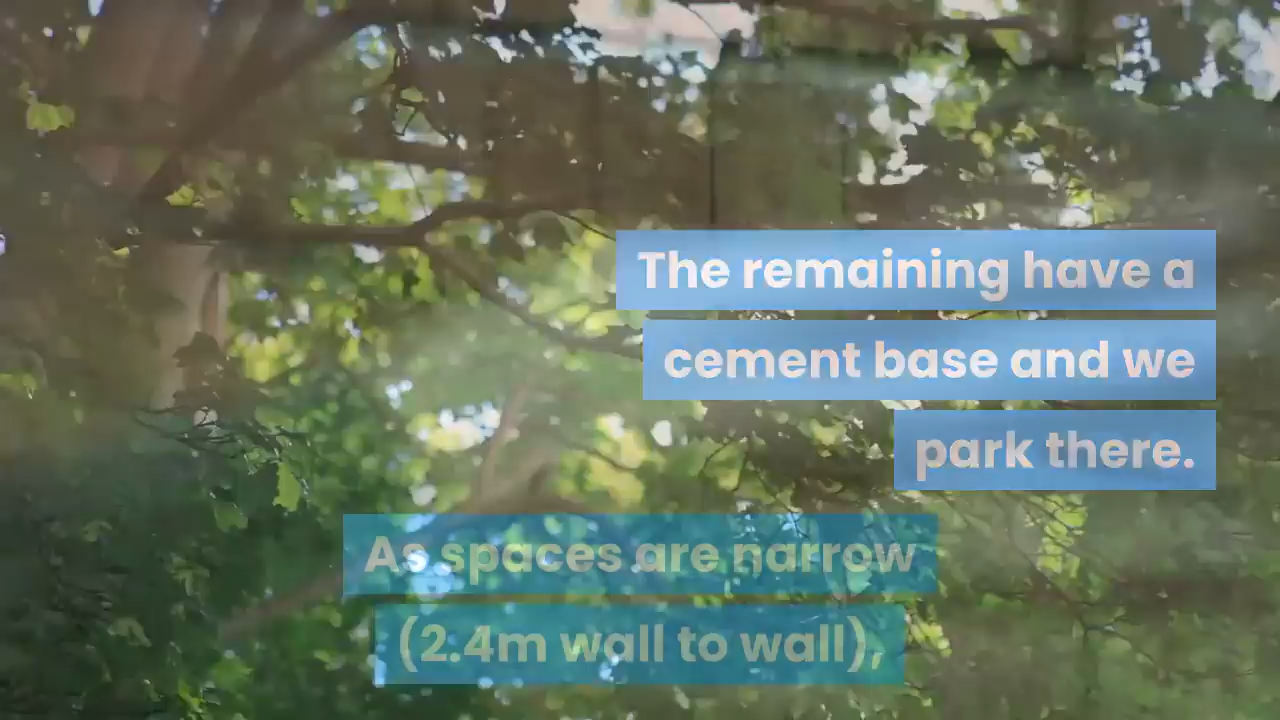 The remaining have a
cement base and we
park there.
As spaces are narrow
(2.4m wall to wall),